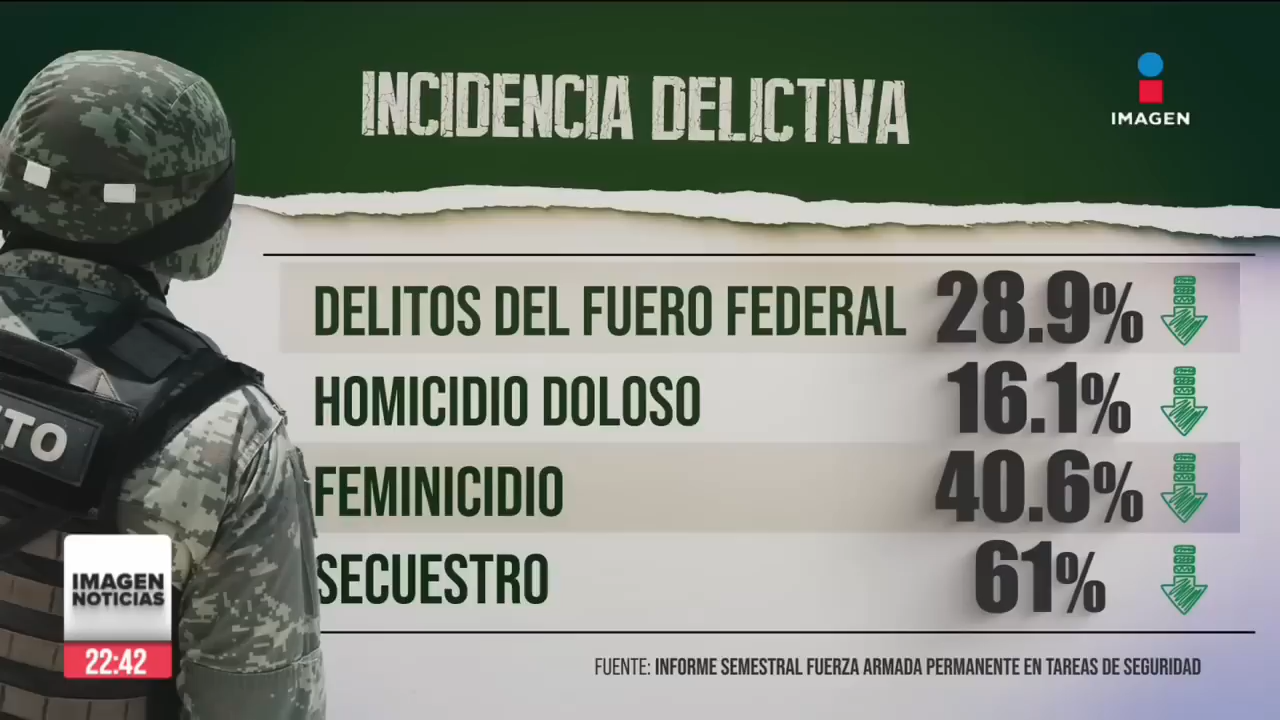 INCIDENCIA DELICTIVA
IMAGEN
DELITOS DEL FUERO FEDERAL 28.9%
HOMICIDIO DOLOSO 16.1%
FEMINICIDIO 40.6%
SECUESTRO 61%
TO
IMAGEN
NOTICIAS
22:42
FUENTE: INFORME SEMESTRAL FUERZA ARMADA PERMANENTE EN TAREAS DE SEGURIDAD